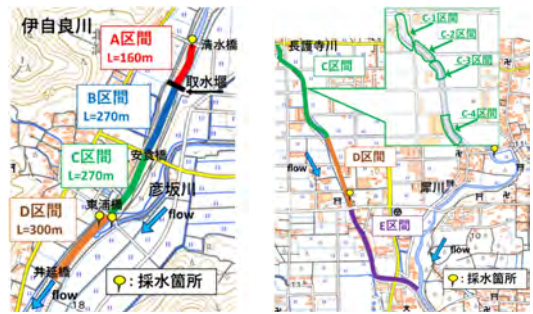 伊自良川
A区間
L=160m
清水橋
取水堰
B区間
L=270m
C区間
L=270m
安食橋
彦坂川
東浦橋
D区間
L=300m
flow
井延橋
flow
18
:採水箇所
長護寺川
C区間
C-1区間
C-2区間
C-3区間
C-4区間
flow
D区間
犀川
E区間
flow
:採水箇所